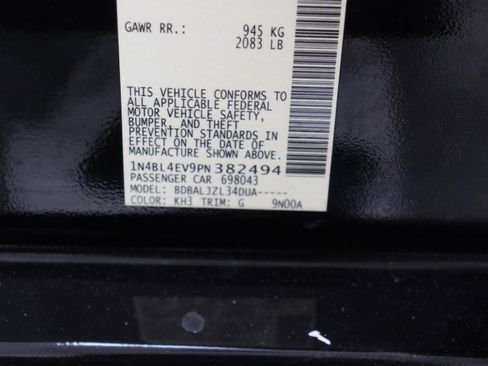 GAWR RR.: 945 KG
2083 LB
THIS VEHICLE CONFORMS TO
ALL APPLICABLE FEDERAL
MOTOR VEHICLE SAFETY,
BUMPER, AND THEFT
PREVENTION STANDARDS IN
EFFECT ON THE DATE OF
MANUFACTURE SHOWN ABOVE.
1N4BL4EV9PN382494
PASSENGER CAR 698043
MODEL: BDBALJZL34DUA-----
COLOR: KH3 TRIM: G 9N00A